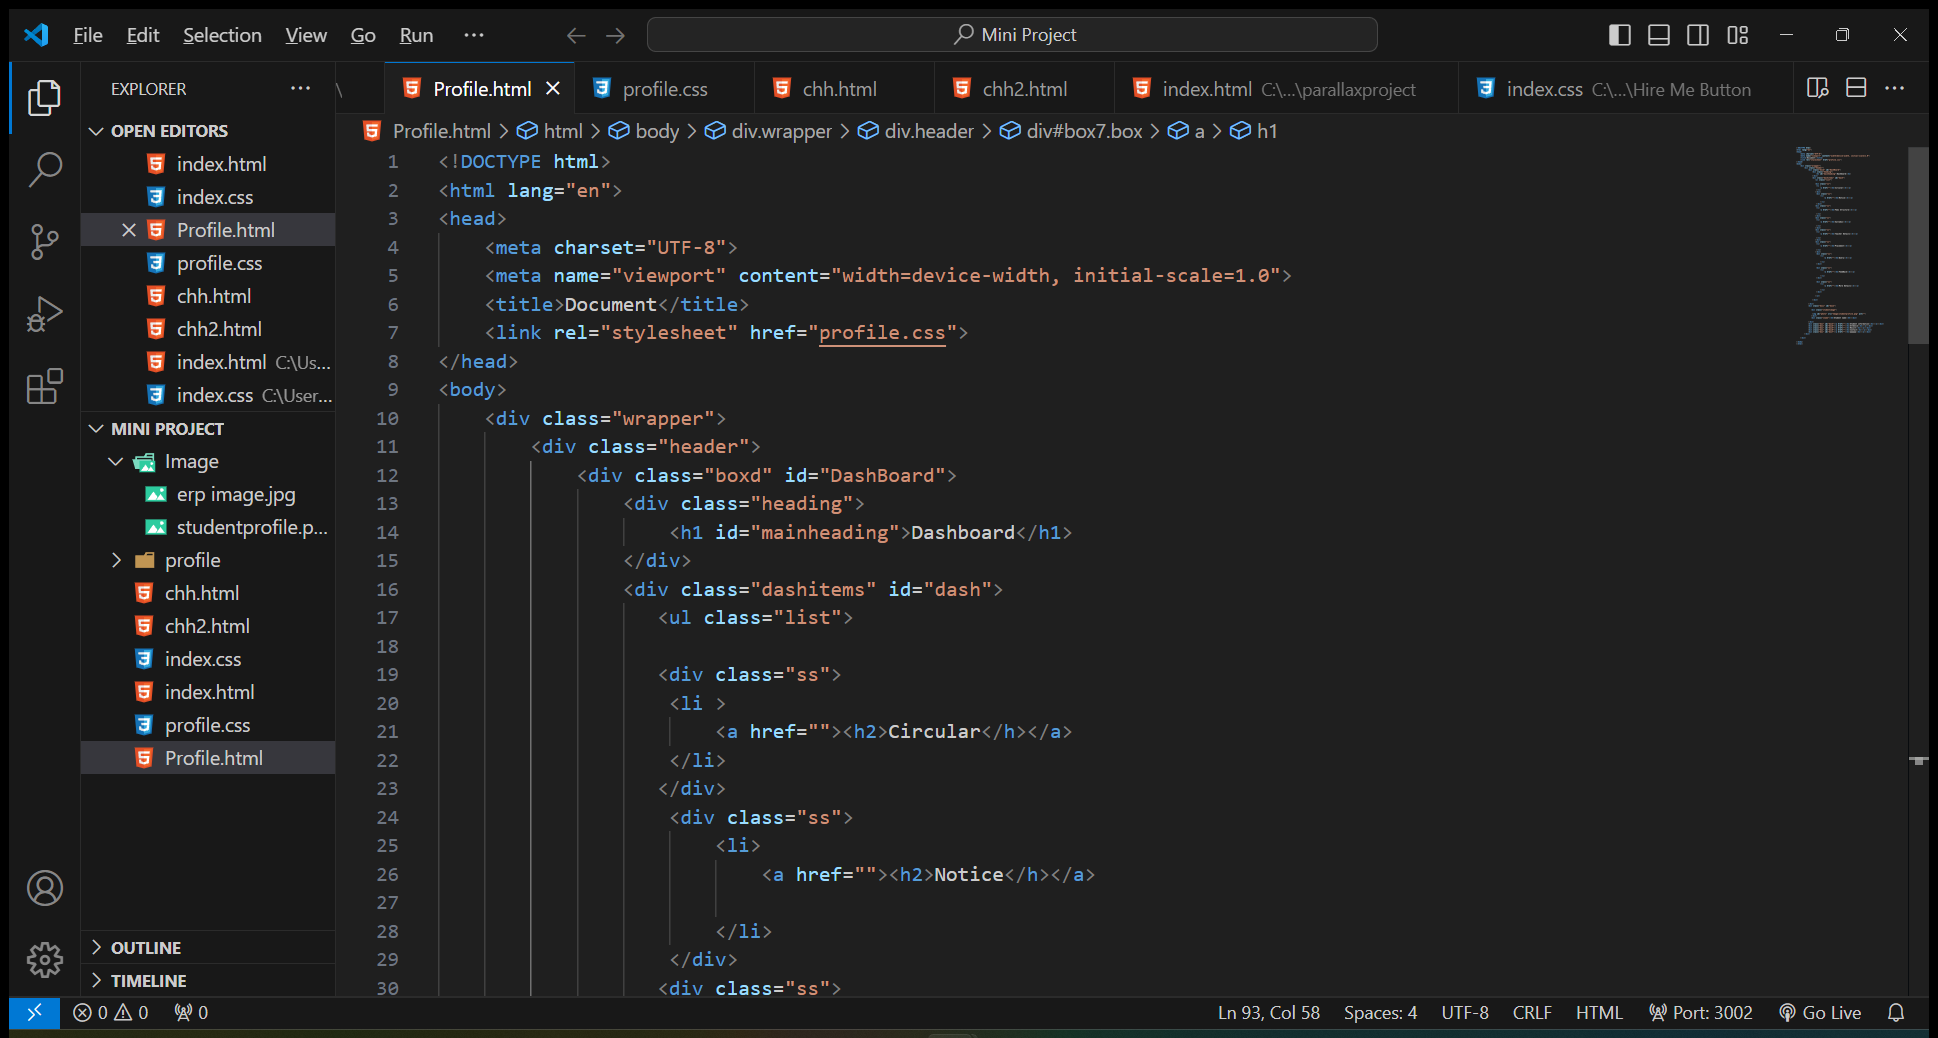 File Edit Selection View Go Run ··· Mini Project
EXPLORER ···
Profile.html profile.css chh.html chh2.html index.html C:\...\parallaxproject index.css C:\...\Hire Me Button ···
Profile.html > html > body > div.wrapper > div.header > div#box7.box > a > h1
OPEN EDITORS
index.html
index.css
Profile.html
profile.css
chh.html
chh2.html
index.html C:\Us...
index.css C:\User...
MINI PROJECT
Image
erp image.jpg
studentprofile.p...
profile
chh.html
chh2.html
index.css
index.html
profile.css
Profile.html
OUTLINE
TIMELINE
1 <!DOCTYPE html>
2 <html lang="en">
3 <head>
4 <meta charset="UTF-8">
5 <meta name="viewport" content="width=device-width, initial-scale=1.0">
6 <title>Document</title>
7 <link rel="stylesheet" href="profile.css">
8 </head>
9 <body>
10 <div class="wrapper">
11 <div class="header">
12 <div class="boxd" id="DashBoard">
13 <div class="heading">
14 <h1 id="mainheading">Dashboard</h1>
15 </div>
16 <div class="dashitems" id="dash">
17 <ul class="list">
18
19 <div class="ss">
20 <li >
21 <a href=""><h2>Circular</h></a>
22 </li>
23 </div>
24 <div class="ss">
25 <li>
26 <a href=""><h2>Notice</h></a>
27
28 </li>
29 </div>
30 <div class="ss">
0 0 0 Ln 93, Col 58 Spaces: 4 UTF-8 CRLF HTML Port: 3002 Go Live